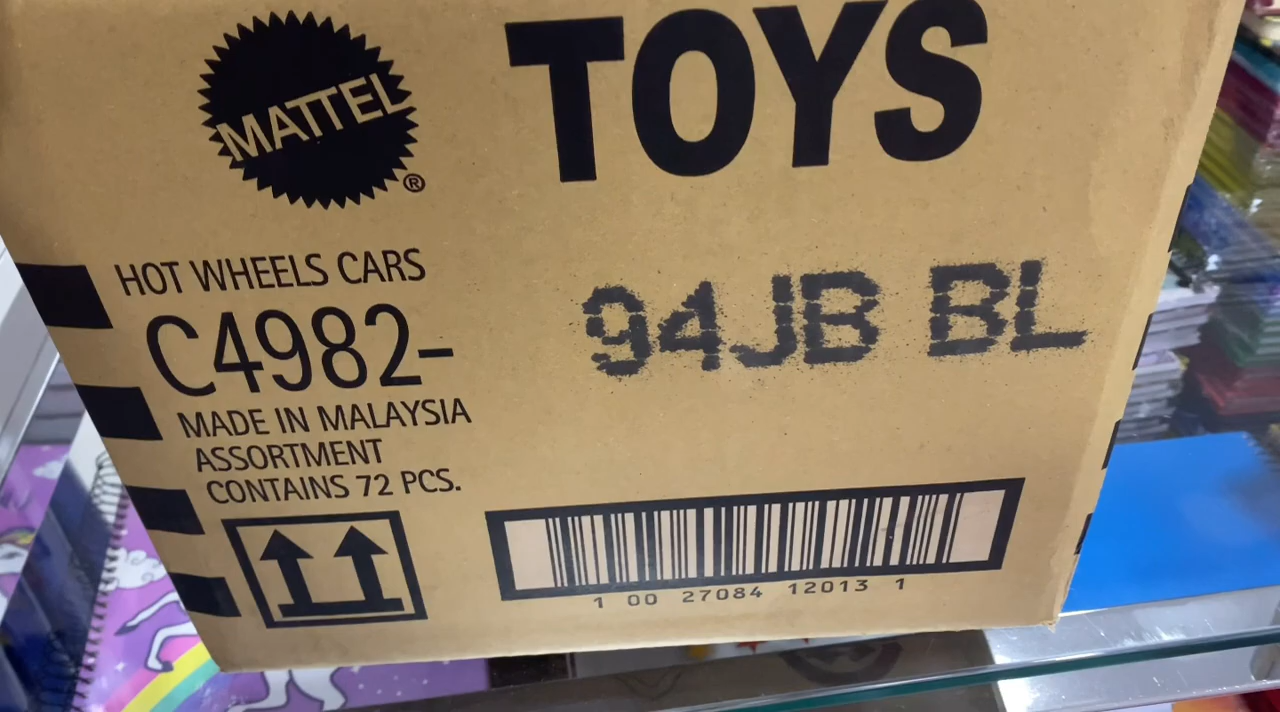 MATTEL
®
TOYS
HOT WHEELS CARS
C4982-
94JB BL
MADE IN MALAYSIA
ASSORTMENT
CONTAINS 72 PCS.
1 00 27084 12013 1